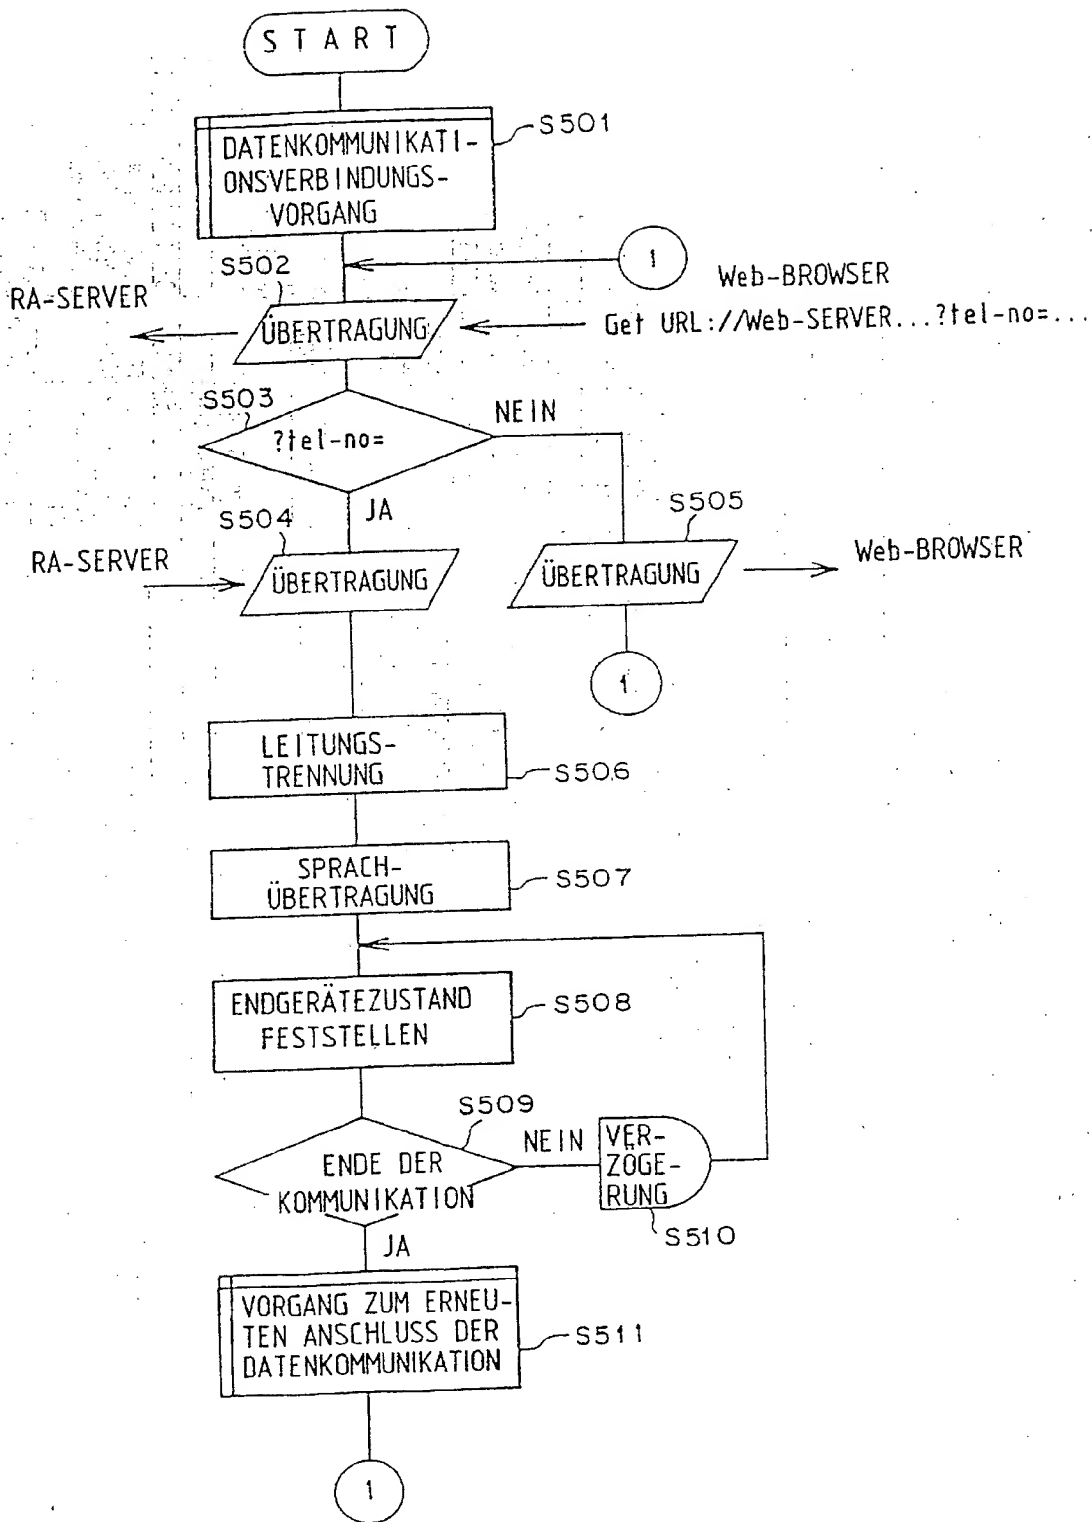 START
S501
DATENKOMMUNIKATI-
ONSVERBINDUNGS-
VORGANG
1
S502
Web-BROWSER
RA-SERVER
ÜBERTRAGUNG
Get URL://Web-SERVER...?tel-no=...
S503
NEIN
?tel-no=
JA
S504
S505
RA-SERVER
ÜBERTRAGUNG
ÜBERTRAGUNG
Web-BROWSER
1
LEITUNGS-
TRENNUNG
S506
SPRACH-
ÜBERTRAGUNG
S507
ENDGERÄTEZUSTAND
FESTSTELLEN
S508
S509
NEIN
VER-
ZÖGE-
RUNG
ENDE DER
KOMMUNIKATION
S510
JA
VORGANG ZUM ERNEU-
TEN ANSCHLUSS DER
DATENKOMMUNIKATION
S511
1